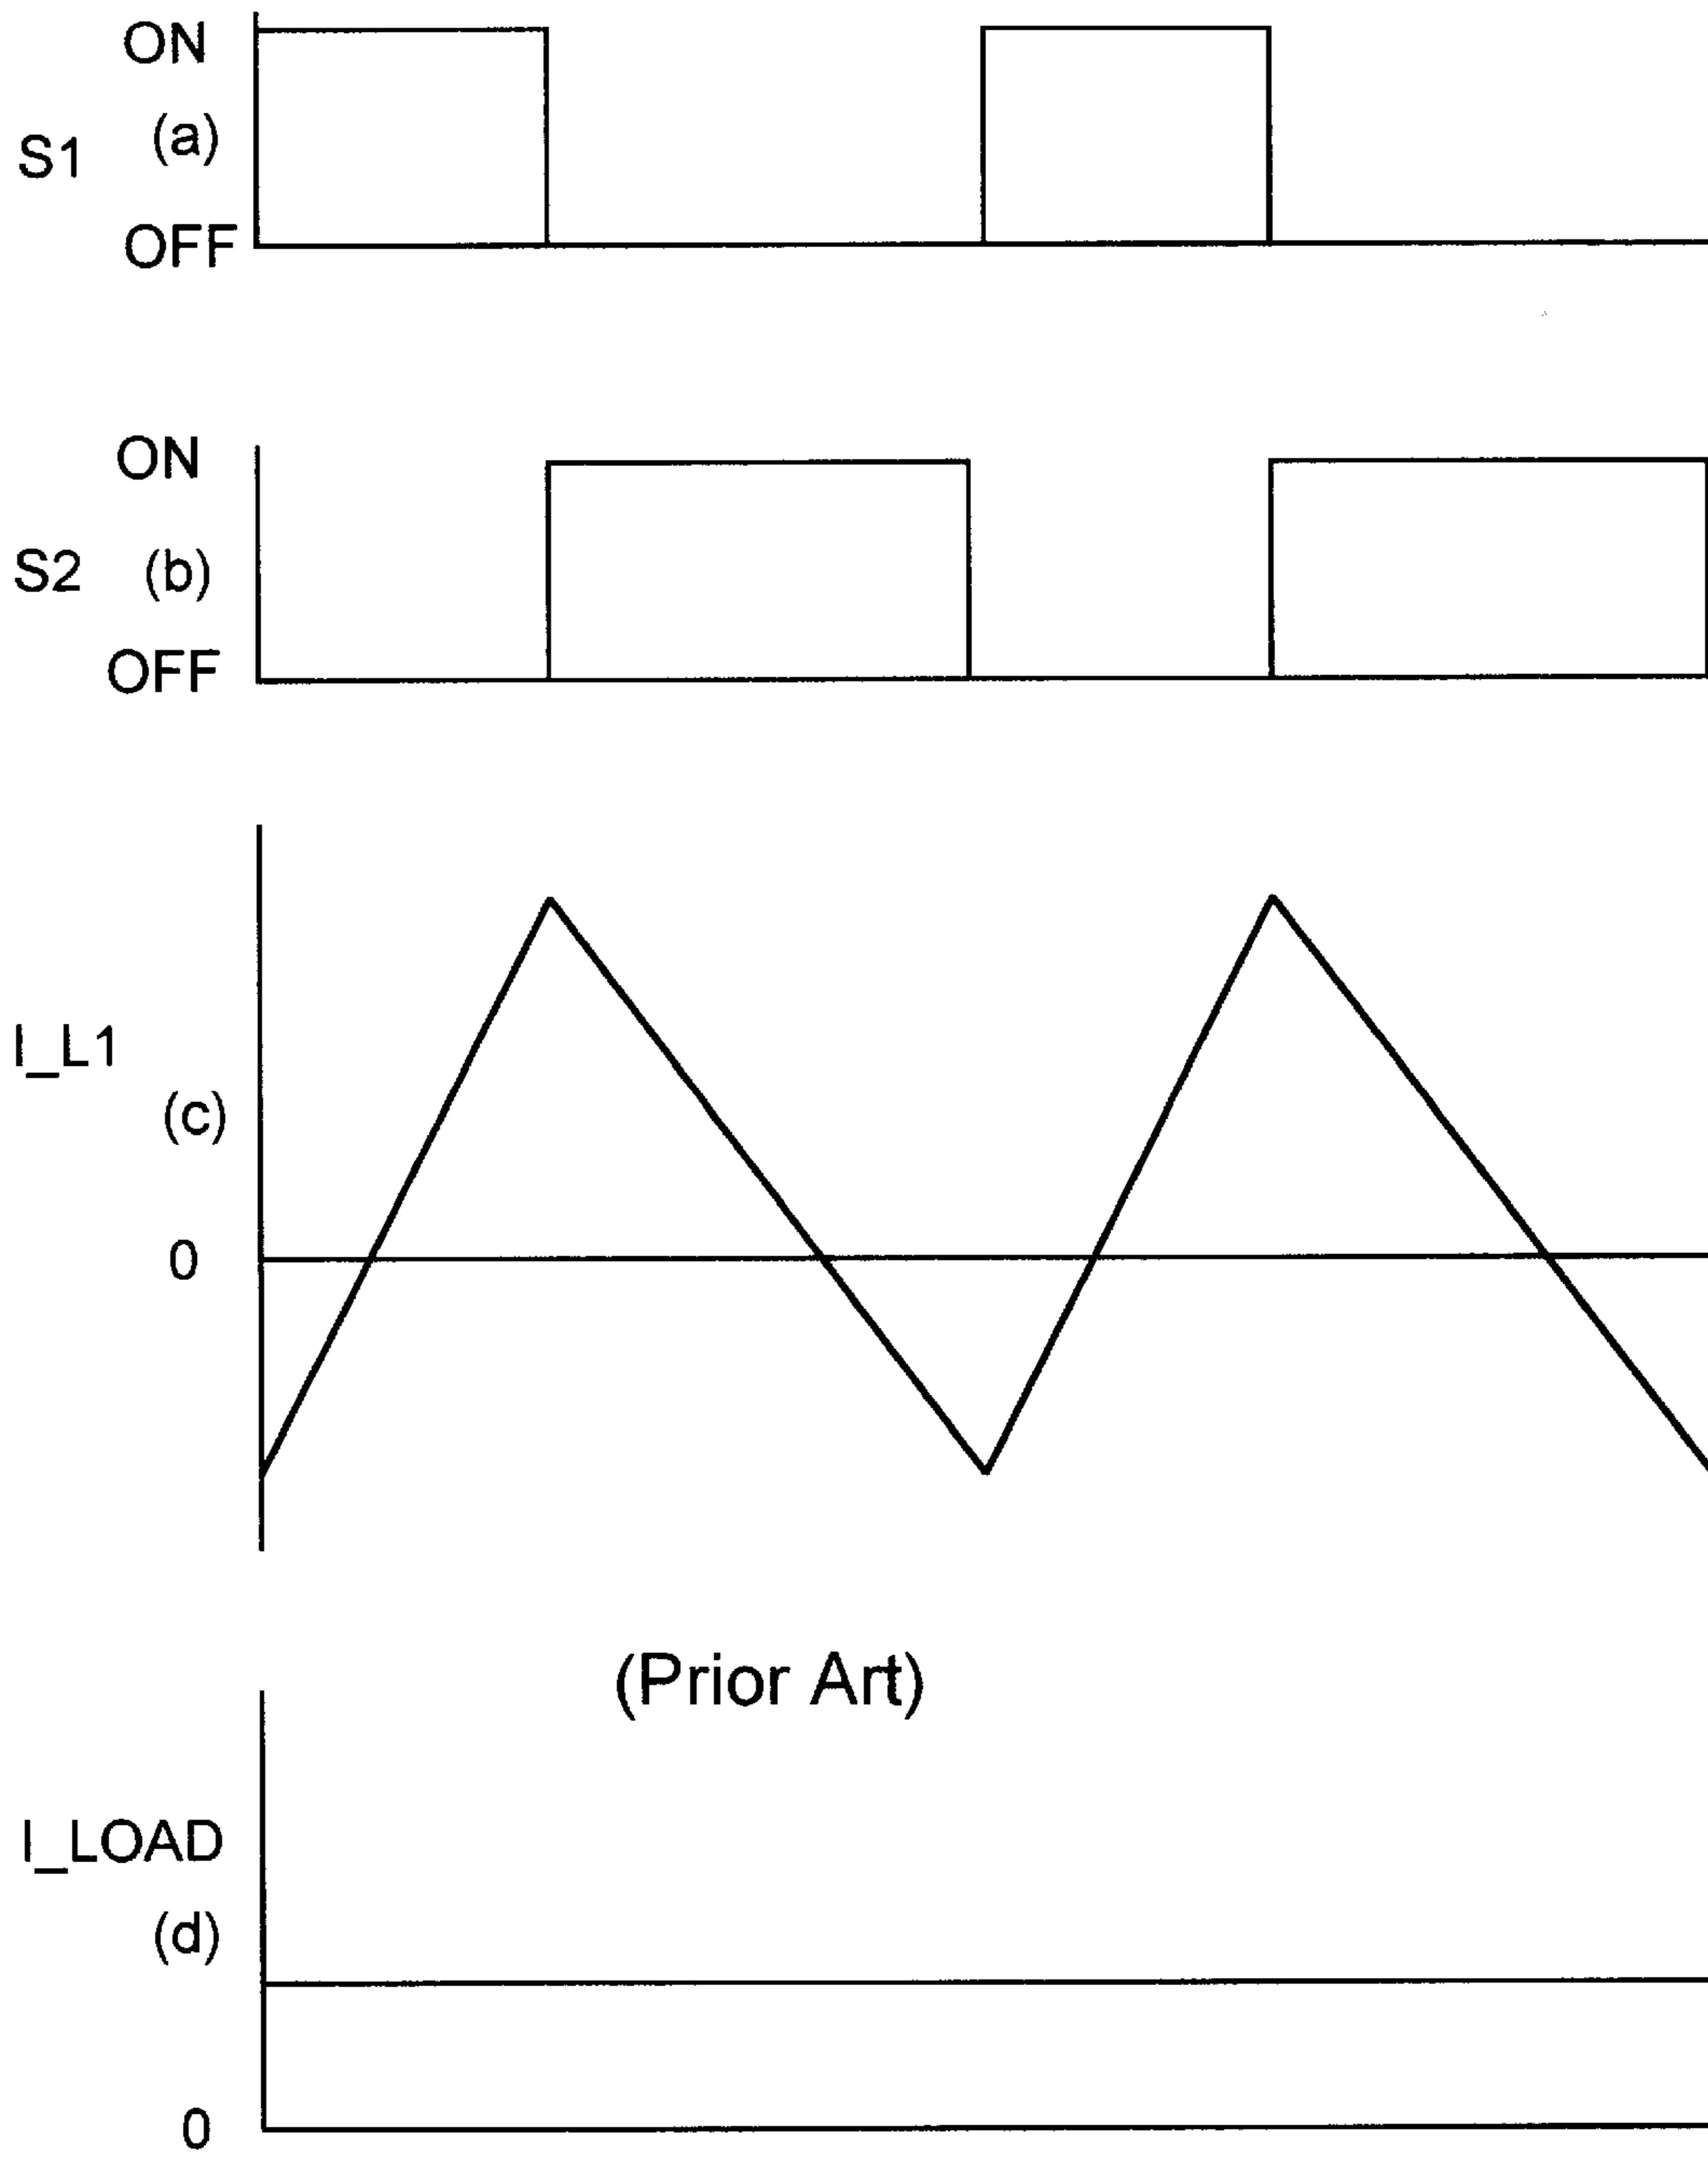 ON
(a)
S1
OFF
ON
S2 (b)
OFF
I_L1
(c)
0
(Prior Art)
I_LOAD
(d)
0